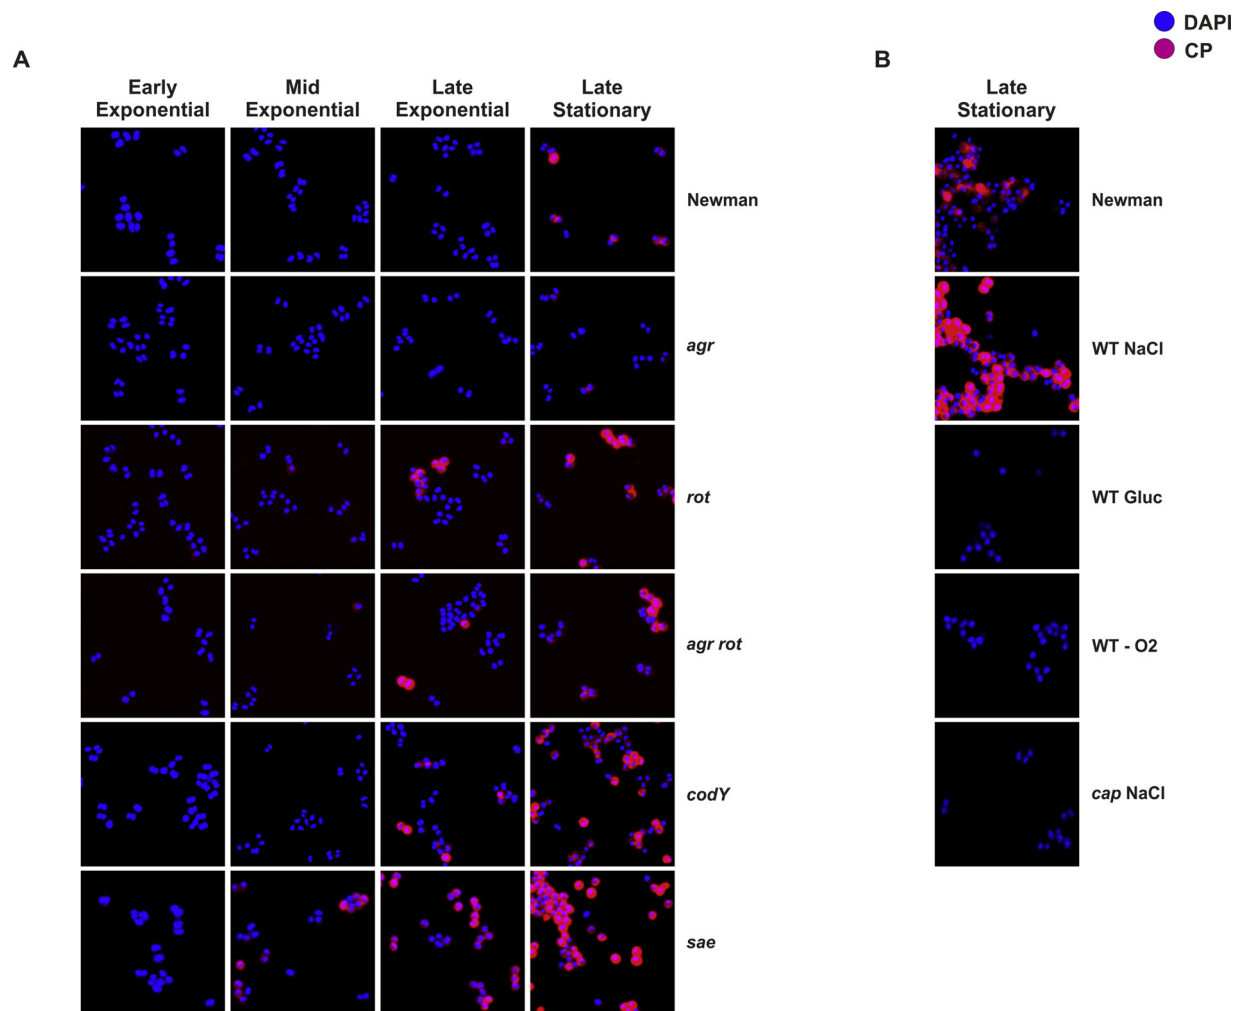 DAPI
CP
A
B
Early
Exponential
Mid
Exponential
Late
Exponential
Late
Stationary
Late
Stationary
Newman
agr
rot
agr rot
codY
sae
Newman
WT NaCl
WT Gluc
WT - O2
cap NaCl